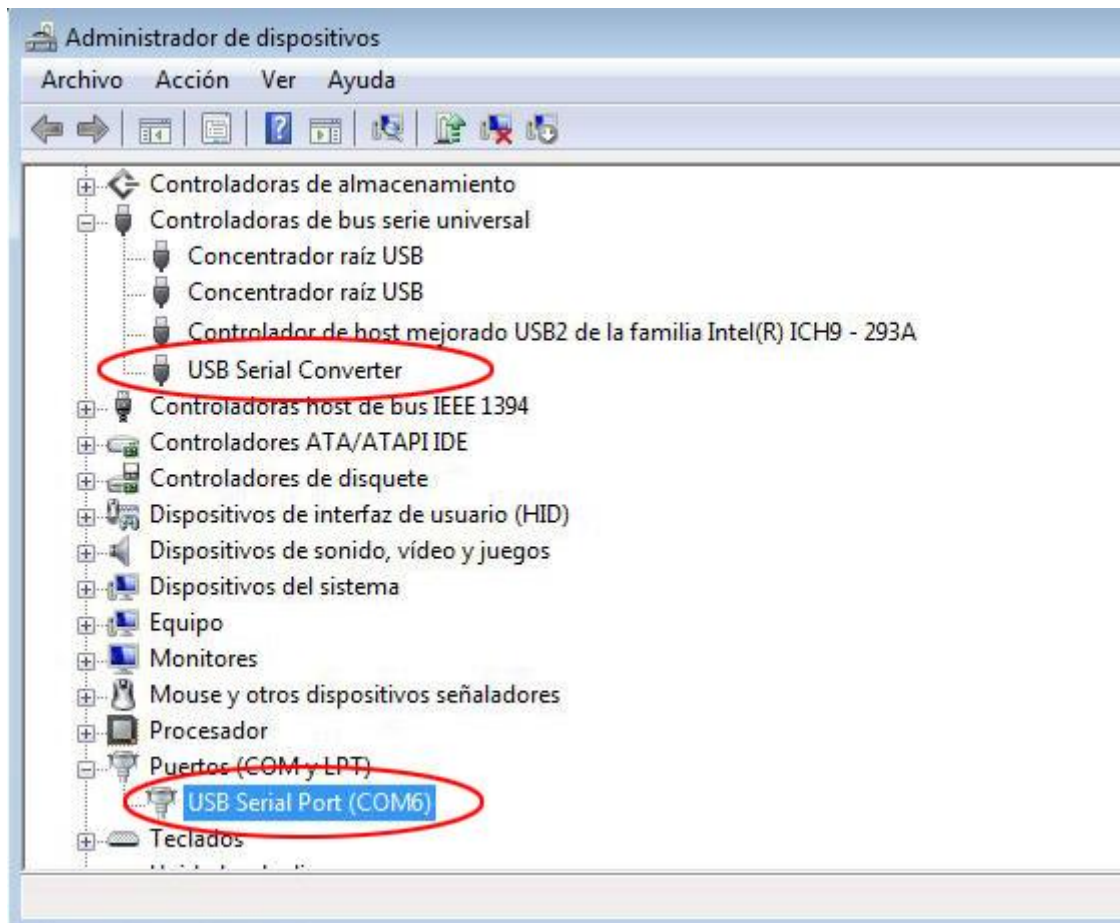 Administrador de dispositivos
Archivo Acción Ver Ayuda
Controladoras de almacenamiento
Controladoras de bus serie universal
Concentrador raíz USB
Concentrador raíz USB
Controlador de host mejorado USB2 de la familia Intel(R) ICH9 - 293A
USB Serial Converter
Controladoras host de bus IEEE 1394
Controladores ATA/ATAPI IDE
Controladores de disquete
Dispositivos de interfaz de usuario (HID)
Dispositivos de sonido, vídeo y juegos
Dispositivos del sistema
Equipo
Monitores
Mouse y otros dispositivos señaladores
Procesador
Puertos (COM y LPT)
USB Serial Port (COM6)
Teclados